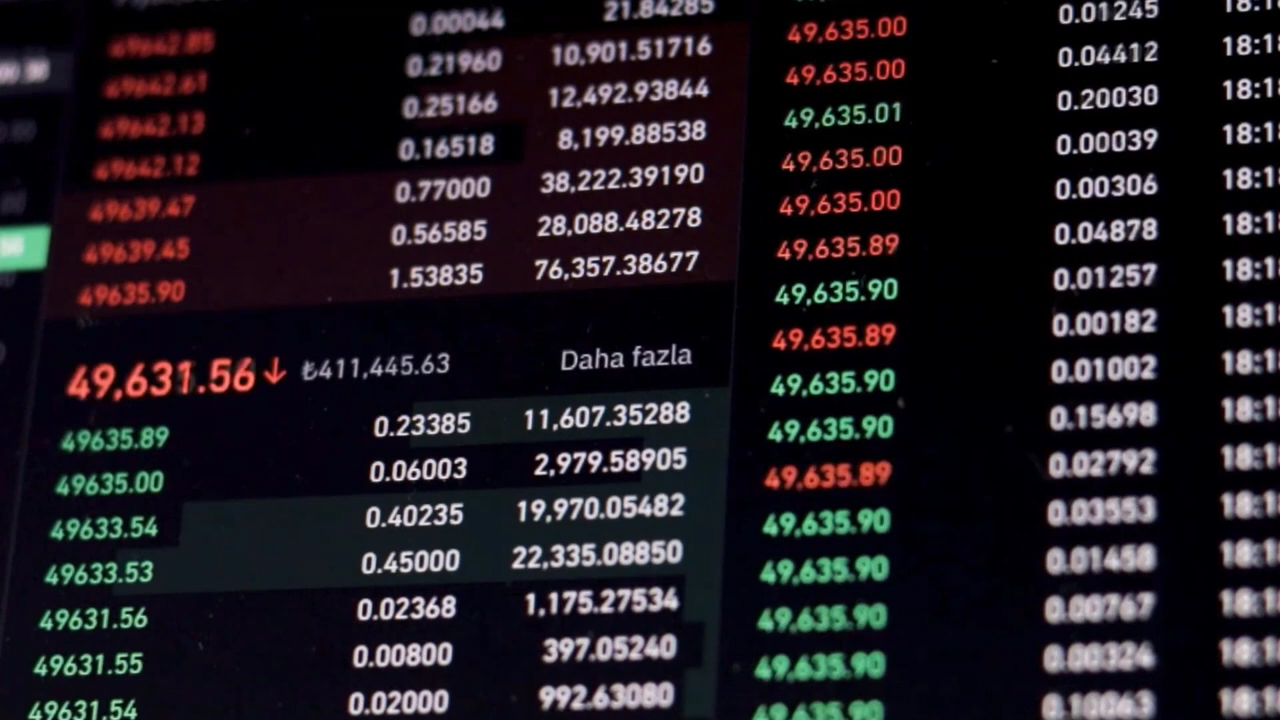 0.00044 21.84285
49642.85 0.21960 10,901.51716
49642.61 0.25166 12,492.93844
49642.13 0.16518 8,199.88538
49642.12 0.77000 38,222.39190
49639.47 0.56585 28,088.48278
49639.45 1.53835 76,357.38677
49635.90
49,631.56↓ ₺411,445.63 Daha fazla
49635.89 0.23385 11,607.35288
49635.00 0.06003 2,979.58905
49633.54 0.40235 19,970.05482
49633.53 0.45000 22,335.08850
49631.56 0.02368 1,175.27534
49631.55 0.00800 397.05240
49631.54 0.02000 992.63080
49,635.00 0.01245
49,635.00 0.04412
49,635.01 0.20030
49,635.00 0.00039
49,635.00 0.00306
49,635.89 0.04878
49,635.90 0.01257
49,635.89 0.00182
49,635.90 0.01002
49,635.90 0.15698
49,635.89 0.02792
49,635.90 0.03553
49,635.90 0.01458
49,635.90 0.00767
49,635.90 0.00324
49,635.90